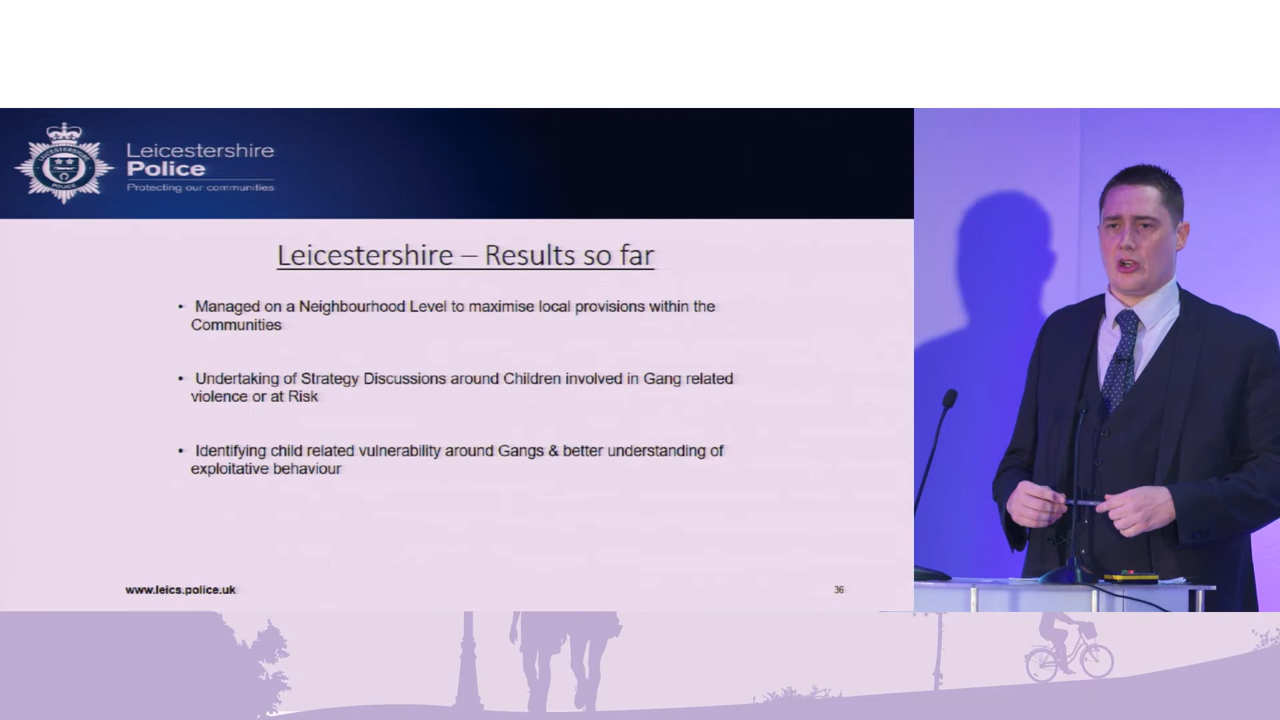 Leicestershire
Police
Protecting our communities
LEICESTERSHIRE
POLICE
Leicestershire – Results so far
• Managed on a Neighbourhood Level to maximise local provisions within the
Communities
• Undertaking of Strategy Discussions around Children involved in Gang related
violence or at Risk
• Identifying child related vulnerability around Gangs & better understanding of
exploitative behaviour
www.leics.police.uk
36